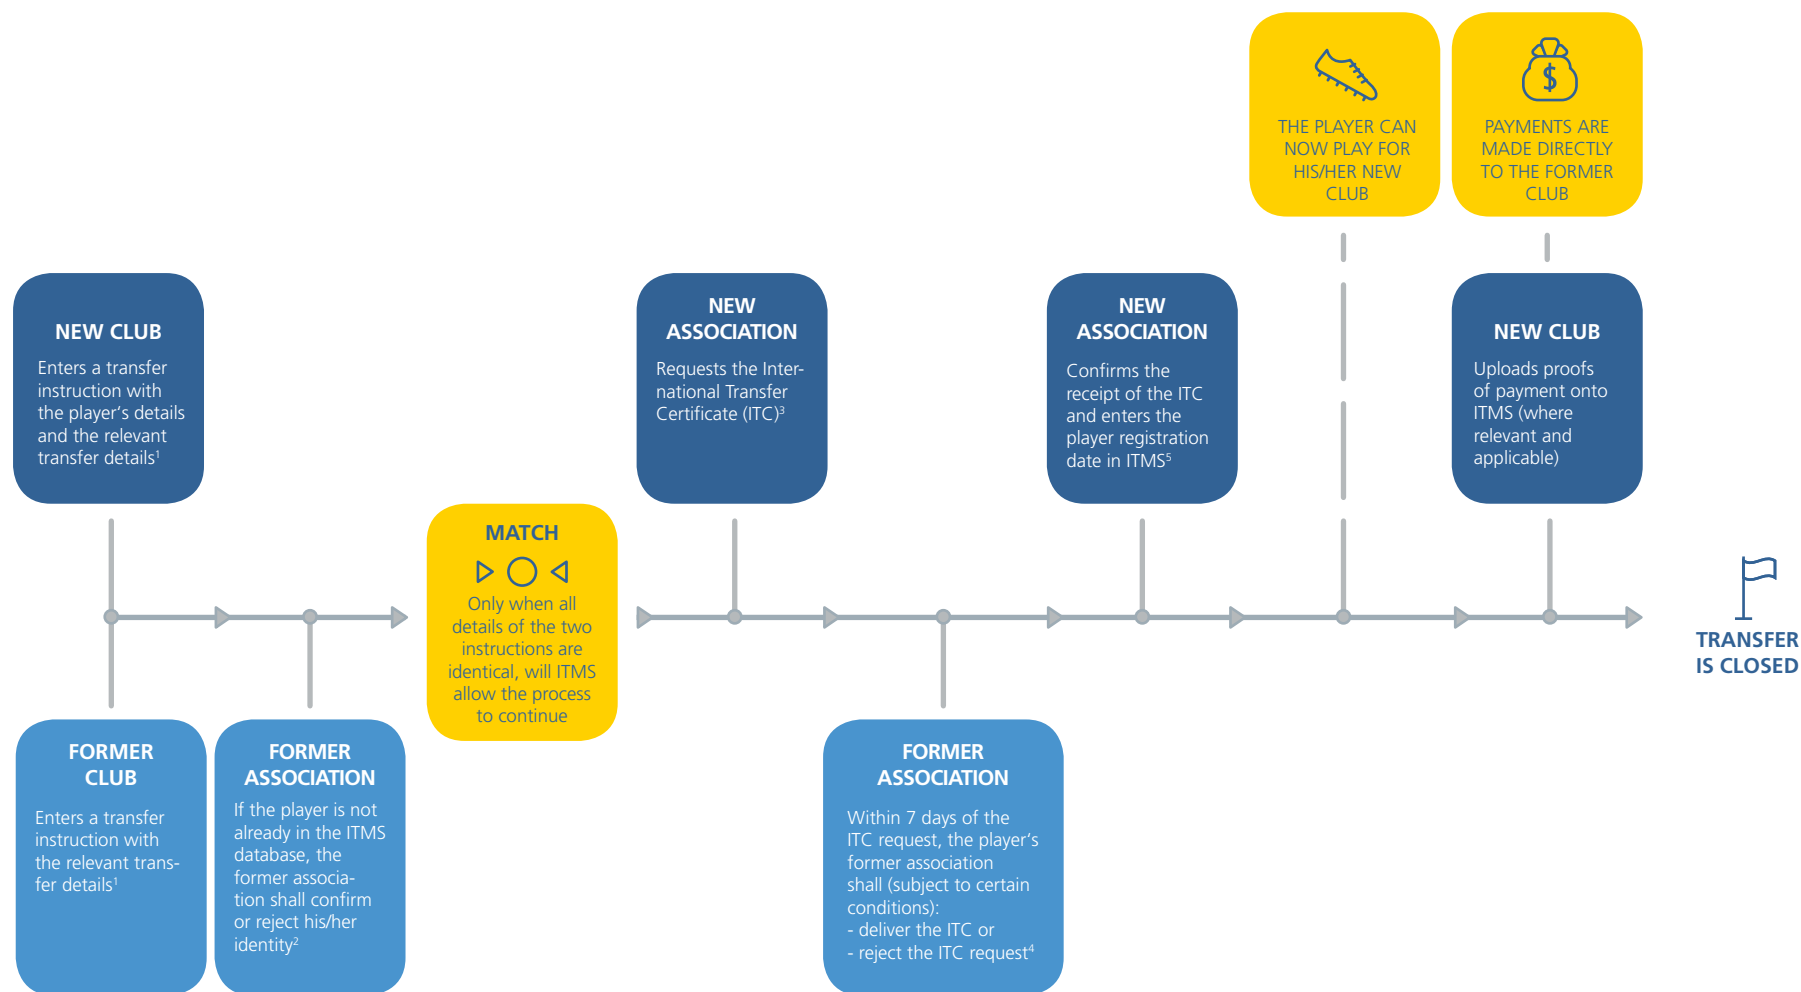 NEW CLUB
Enters a transfer
instruction with
the player's details
and the relevant
transfer details¹
FORMER
CLUB
Enters a transfer
instruction with
the relevant trans-
fer details¹
FORMER
ASSOCIATION
If the player is not
already in the ITMS
database, the
former associa-
tion shall confirm
or reject his/her
identity²
MATCH
Only when all
details of the two
instructions are
identical, will ITMS
allow the process
to continue
NEW
ASSOCIATION
Requests the Inter-
national Transfer
Certificate (ITC)³
FORMER
ASSOCIATION
Within 7 days of the
ITC request, the player's
former association
shall (subject to certain
conditions):
- deliver the ITC or
- reject the ITC request⁴
NEW
ASSOCIATION
Confirms the
receipt of the ITC
and enters the
player registration
date in ITMS⁵
THE PLAYER CAN
NOW PLAY FOR
HIS/HER NEW
CLUB
$
PAYMENTS ARE
MADE DIRECTLY
TO THE FORMER
CLUB
NEW CLUB
Uploads proofs
of payment onto
ITMS (where
relevant and
applicable)
TRANSFER
IS CLOSED